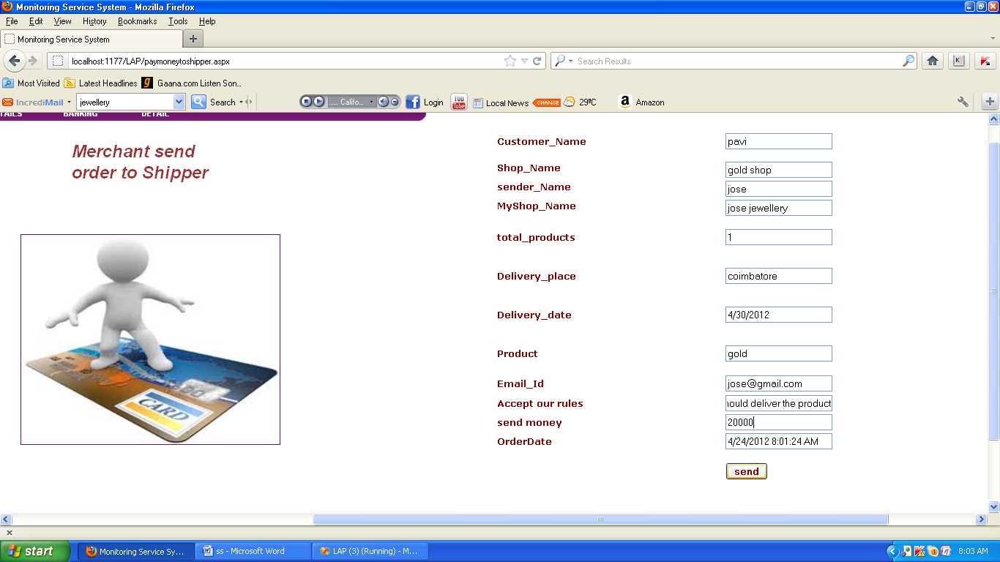 Monitoring Service System - Mozilla Firefox
File Edit View History Bookmarks Tools Help
Monitoring Service System
localhost:1177/LAP/paymoneytoshipper.aspx
Search Results
Most Visited Latest Headlines Gaana.com Listen Son...
IncrediMail jewellery Search ...... Califo... Login You Tube Local News CHANGE 29ºC a Amazon
TAILS BANKING DETAIL
Merchant send
order to Shipper
CARD
Customer_Name pavi
Shop_Name gold shop
sender_Name jose
MyShop_Name jose jewellery
total_products 1
Delivery_place coimbatore
Delivery_date 4/30/2012
Product gold
Email_Id jose@gmail.com
Accept our rules hould deliver the product
send money 20000
OrderDate 4/24/2012 8:01:24 AM
send
start Monitoring Service Sy... ss - Microsoft Word LAP (3) (Running) - M... 8:03 AM